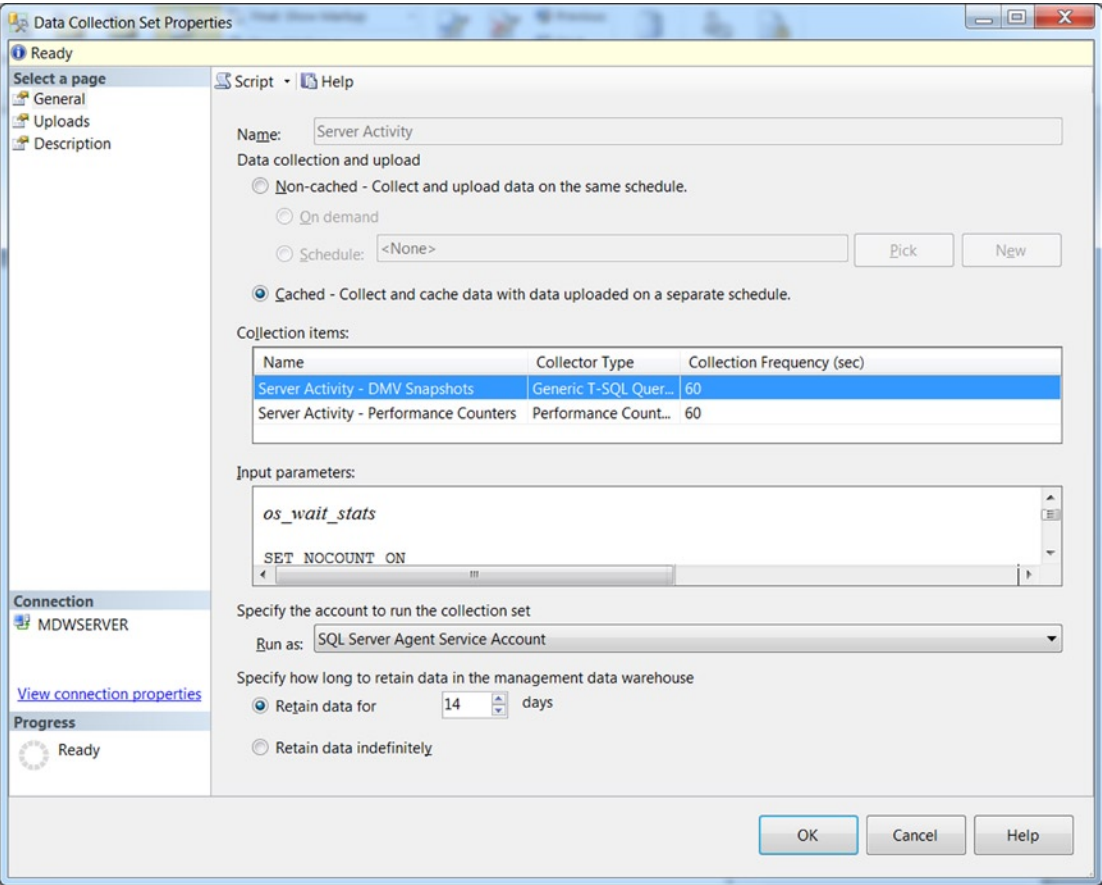 Data Collection Set Properties
Ready
Select a page
General
Uploads
Description
Script Help
Name: Server Activity
Data collection and upload
Non-cached - Collect and upload data on the same schedule.
On demand
Schedule: <None> Pick New
Cached - Collect and cache data with data uploaded on a separate schedule.
Collection items:
Name Collector Type Collection Frequency (sec)
Server Activity - DMV Snapshots Generic T-SQL Quer... 60
Server Activity - Performance Counters Performance Count... 60
Input parameters:
os_wait_stats
SET NOCOUNT ON
Connection
MDWSERVER
View connection properties
Progress
Ready
Specify the account to run the collection set
Run as: SQL Server Agent Service Account
Specify how long to retain data in the management data warehouse
Retain data for 14 days
Retain data indefinitely
OK Cancel Help